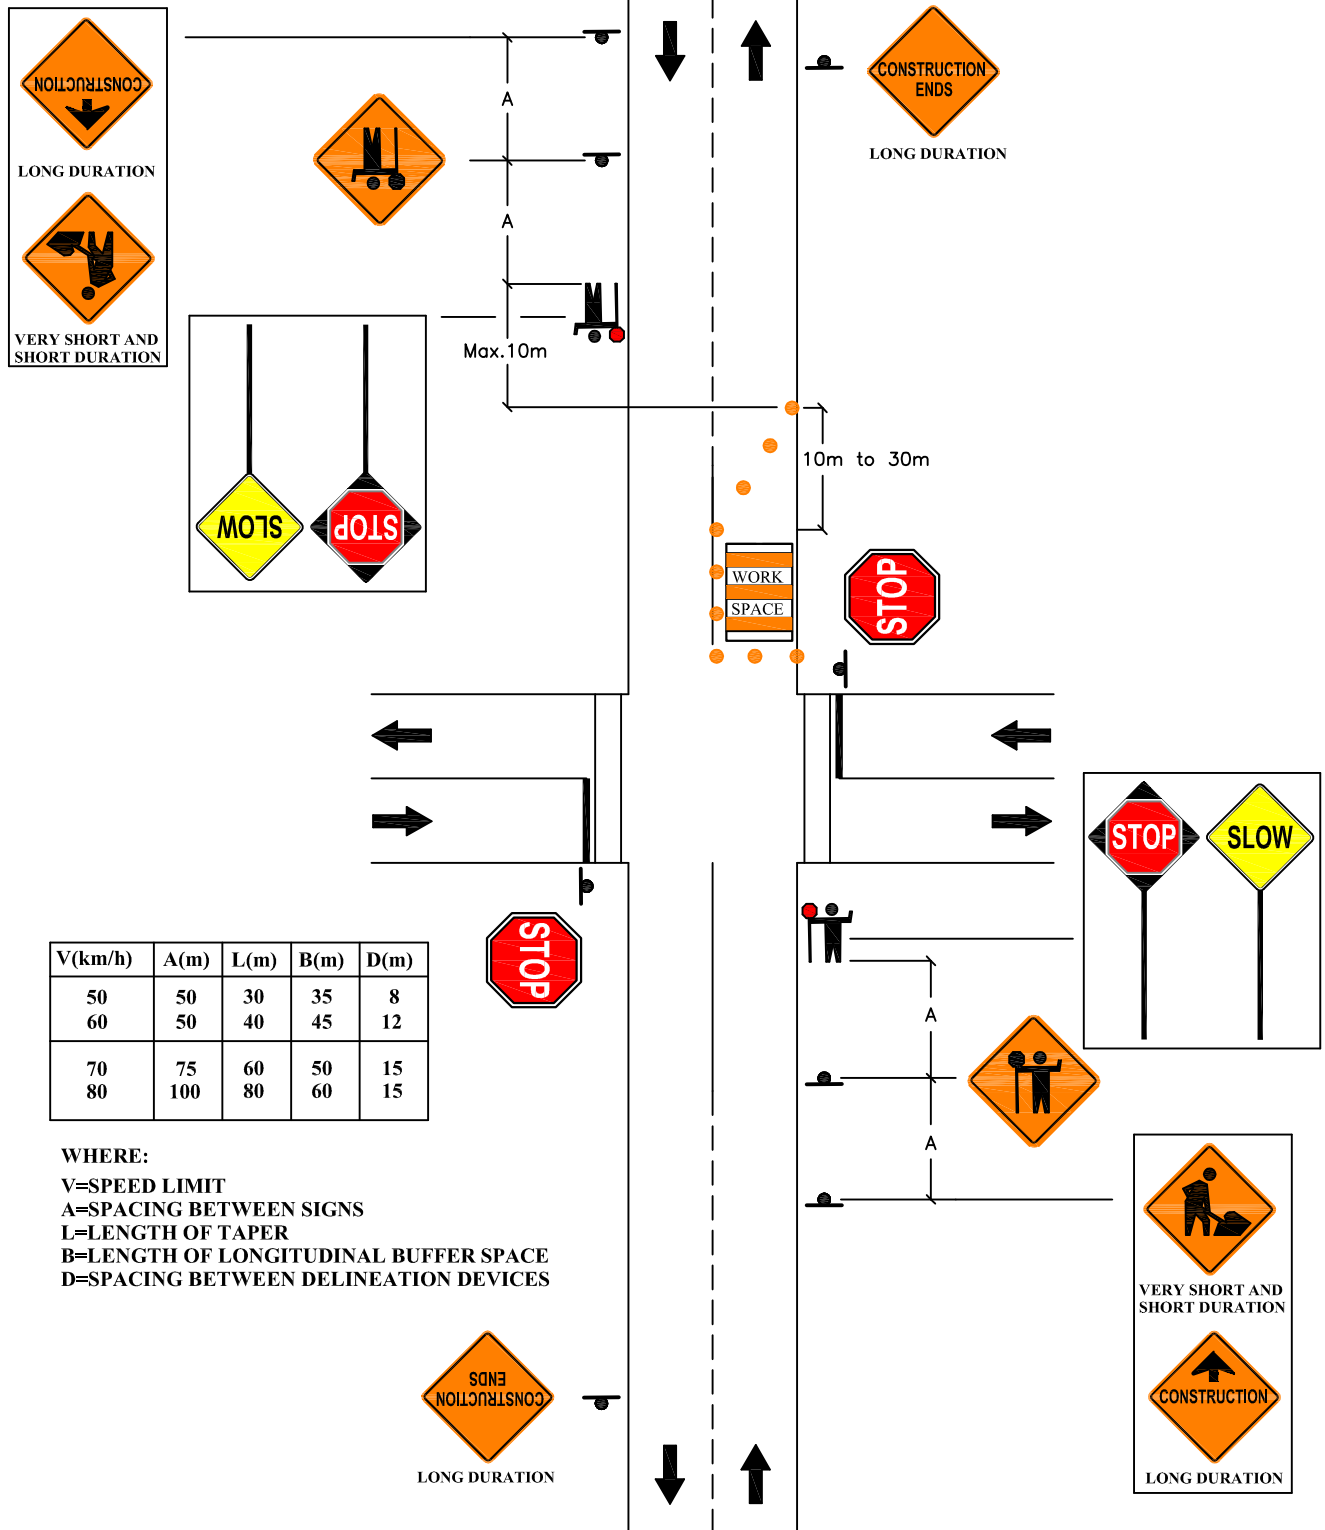 CONSTRUCTION
LONG DURATION
VERY SHORT AND
SHORT DURATION
A
A
Max.10m
SLOW
STOP
CONSTRUCTION
ENDS
LONG DURATION
10m to 30m
WORK
SPACE
STOP
STOP
SLOW
STOP
V(km/h) A(m) L(m) B(m) D(m)
50 50 30 35 8
60 50 40 45 12
70 75 60 50 15
80 100 80 60 15
WHERE:
V=SPEED LIMIT
A=SPACING BETWEEN SIGNS
L=LENGTH OF TAPER
B=LENGTH OF LONGITUDINAL BUFFER SPACE
D=SPACING BETWEEN DELINEATION DEVICES
A
A
VERY SHORT AND
SHORT DURATION
CONSTRUCTION
LONG DURATION
CONSTRUCTION
ENDS
LONG DURATION